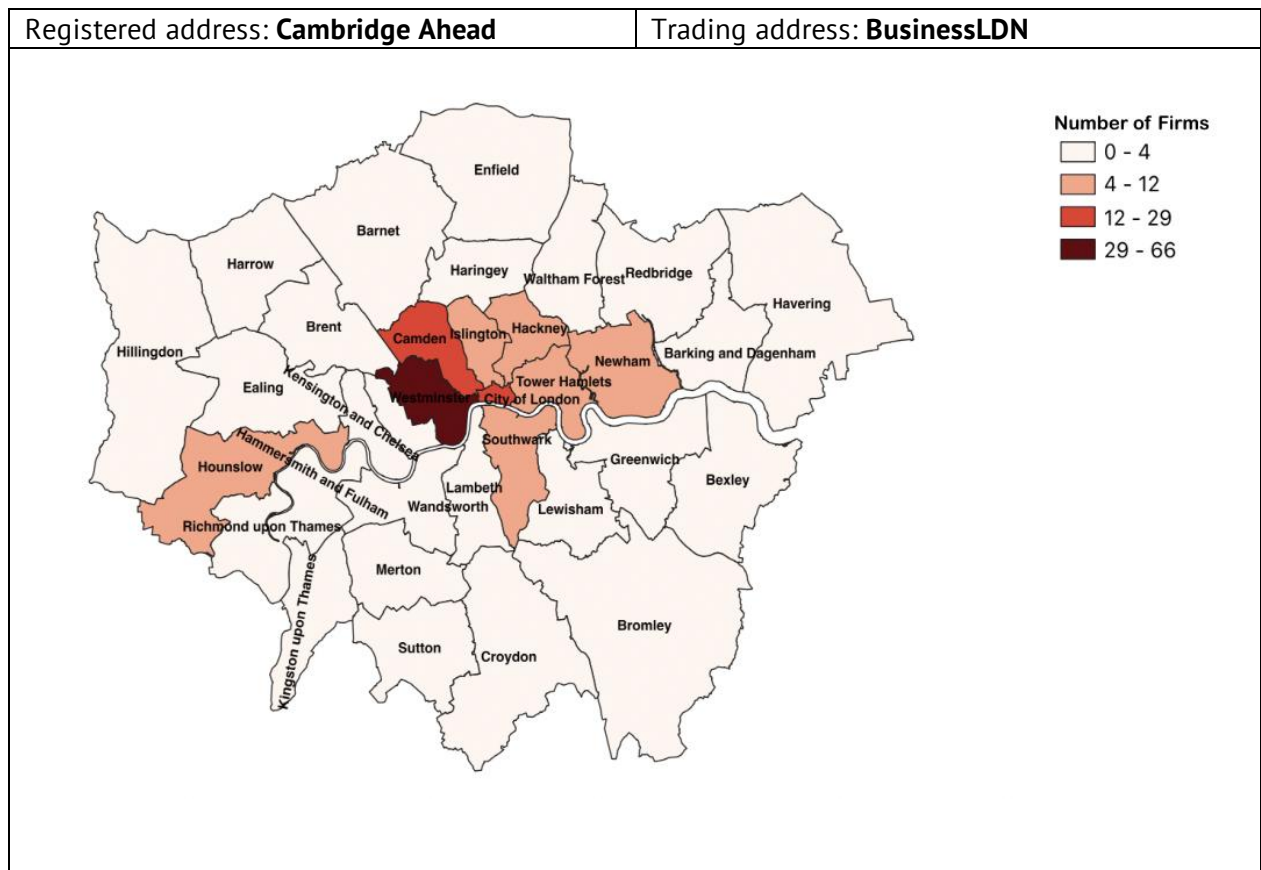 Registered address: Cambridge Ahead
Trading address: BusinessLDN
Number of Firms
0 - 4
4 - 12
12 - 29
29 - 66
Enfield
Barnet
Harrow
Haringey
Waltham Forest
Redbridge
Havering
Brent
Camden
Islington
Hackney
Hillingdon
Barking and Dagenham
Newham
Ealing
Kensington and Chelsea
Westminster
Tower Hamlets
City of London
Southwark
Hounslow
Hammersmith and Fulham
Greenwich
Bexley
Lambeth
Wandsworth
Lewisham
Richmond upon Thames
Merton
Kingston upon Thames
Bromley
Sutton
Croydon